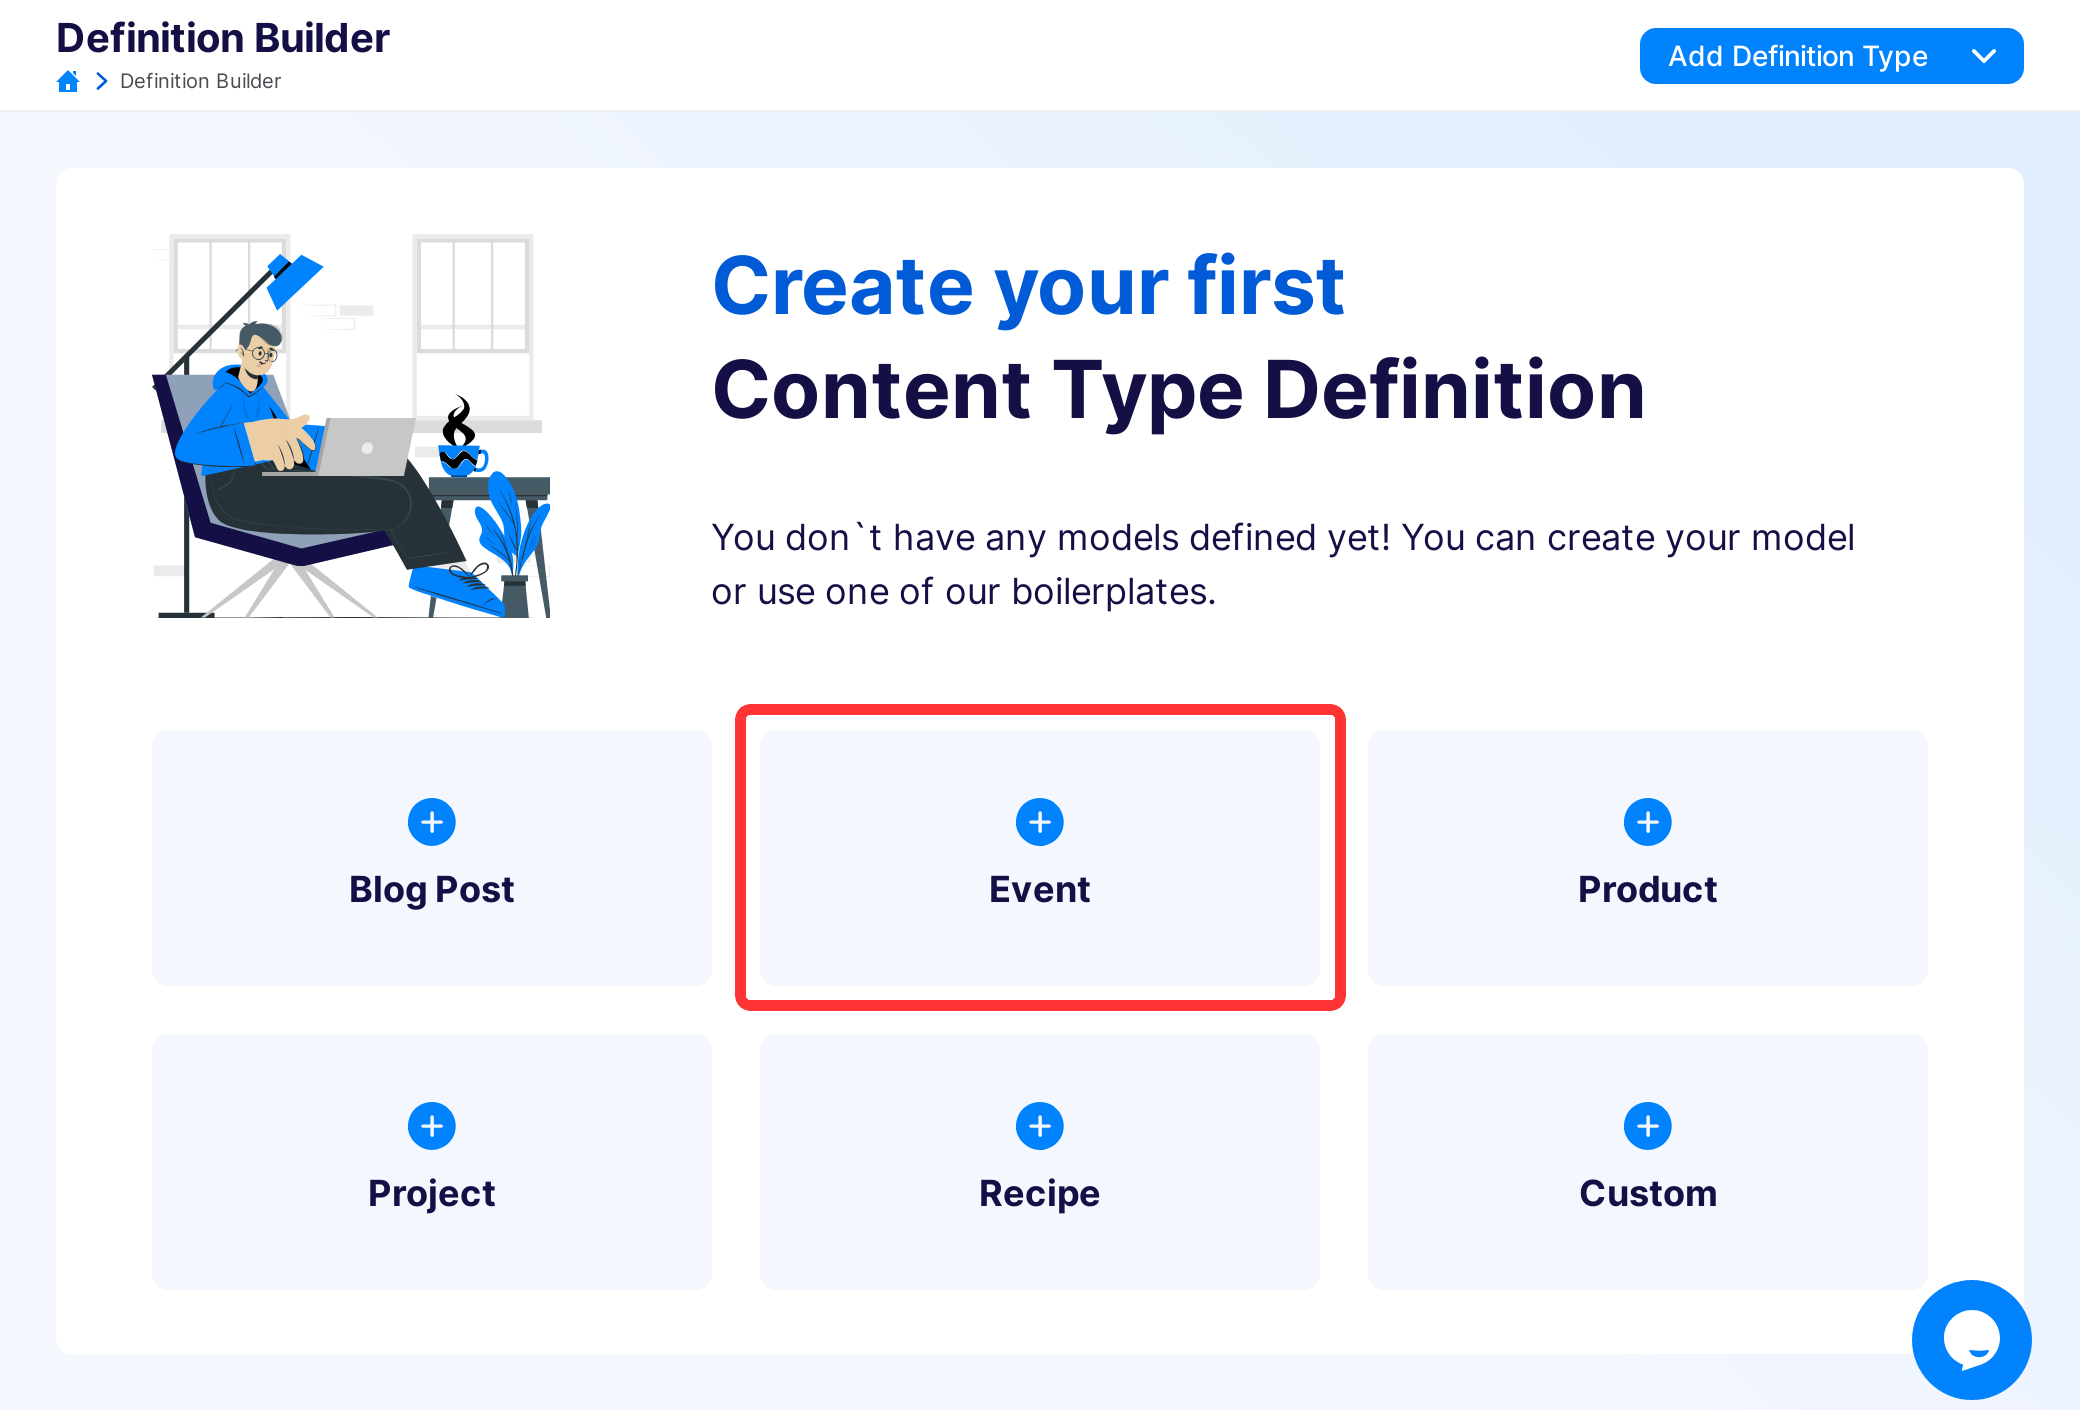 Definition Builder
Definition Builder
Add Definition Type
Create your first
Content Type Definition
You don`t have any models defined yet! You can create your model
or use one of our boilerplates.
Blog Post
Event
Product
Project
Recipe
Custom